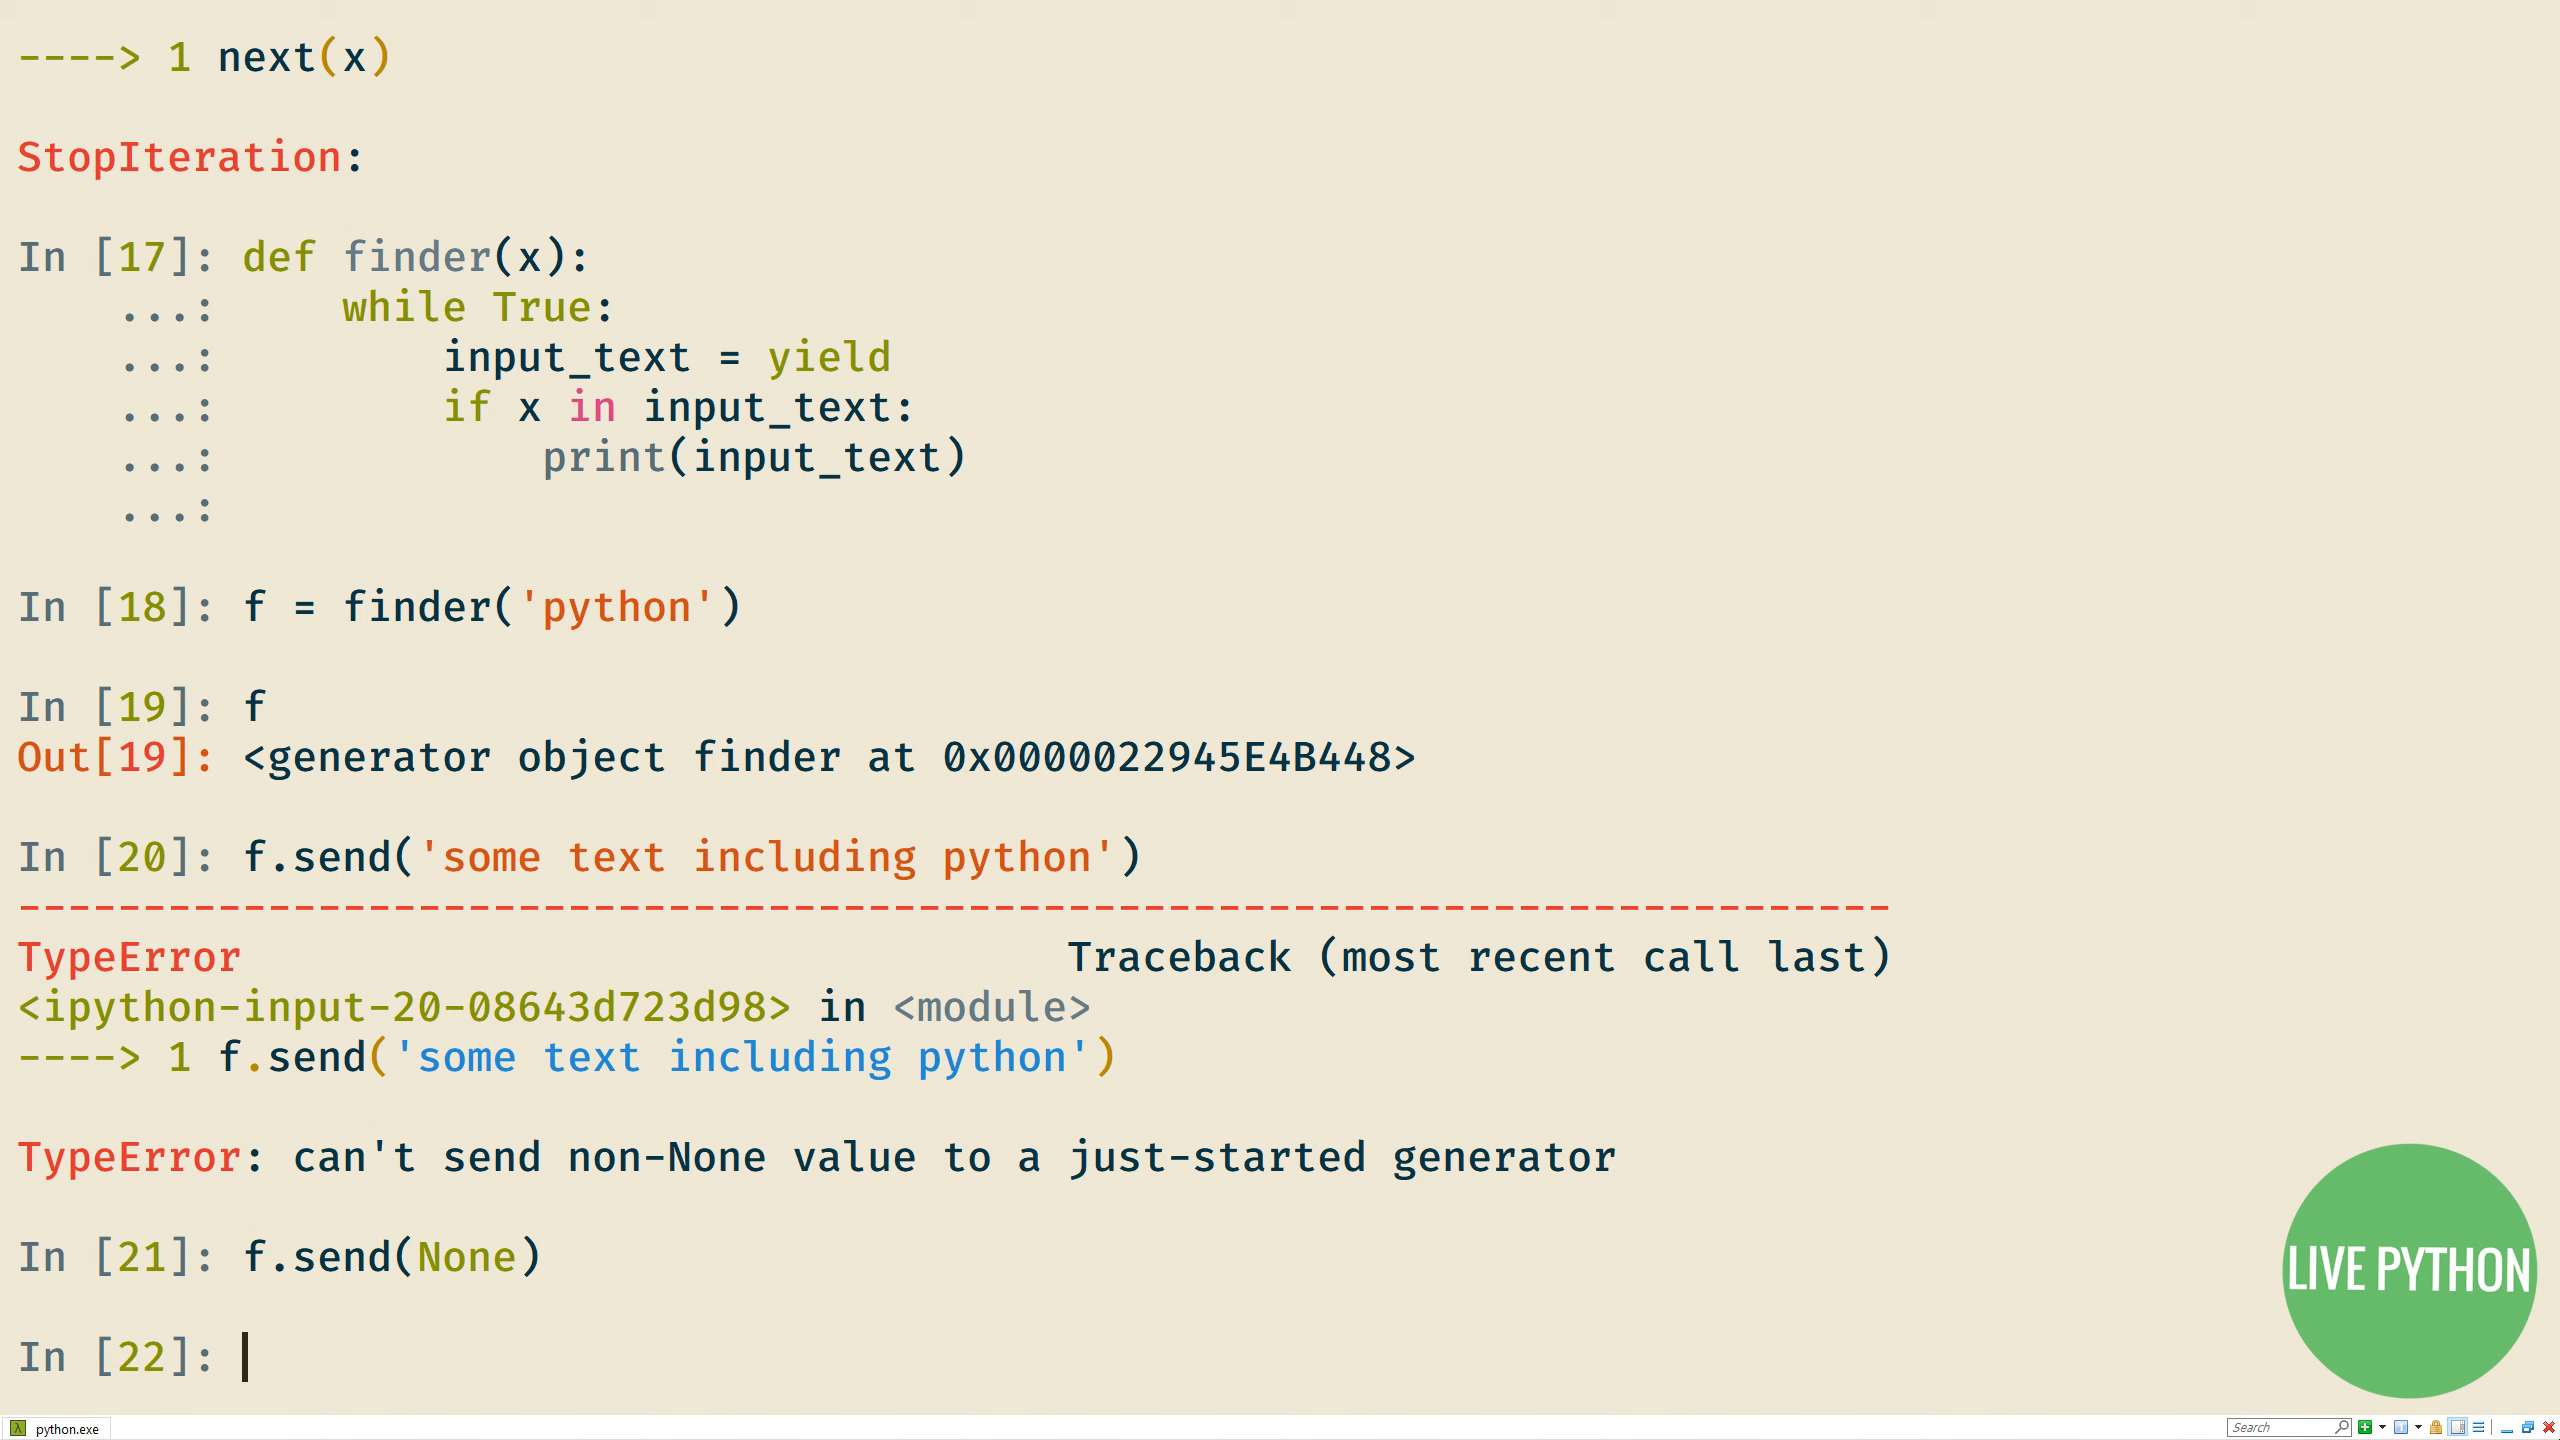 ----> 1 next(x)
StopIteration:
In [17]: def finder(x):
    ...:     while True:
    ...:         input_text = yield
    ...:         if x in input_text:
    ...:             print(input_text)
    ...:
In [18]: f = finder('python')
In [19]: f
Out[19]: <generator object finder at 0x0000022945E4B448>
In [20]: f.send('some text including python')
---------------------------------------------------------------------------
TypeError                                 Traceback (most recent call last)
<ipython-input-20-08643d723d98> in <module>
----> 1 f.send('some text including python')
TypeError: can't send non-None value to a just-started generator
In [21]: f.send(None)
In [22]:
LIVE PYTHON
λ python.exe
Search